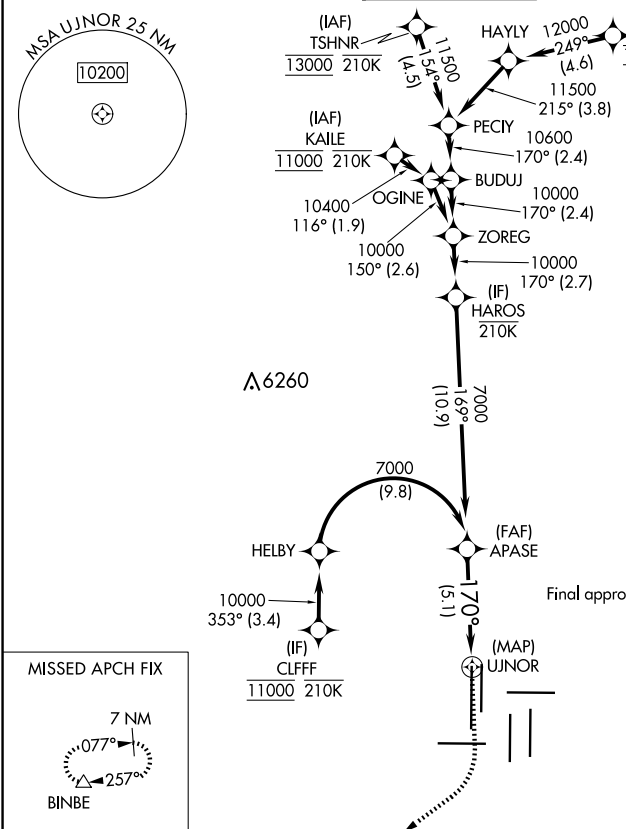 MSA UJNOR 25 NM
10200
(IAF)
TSHNR
13000 210K
11500
154°
(4.5)
HAYLY
12000
249°
(4.6)
11500
215° (3.8)
PECIY
10600
170° (2.4)
(IAF)
KAILE
11000 210K
OGINE
BUDUJ
10400
116° (1.9)
10000
170° (2.4)
10000
150° (2.6)
ZOREG
10000
170° (2.7)
(IF)
HAROS
210K
6260
7000
169°
(10.9)
7000
(9.8)
HELBY
(FAF)
APASE
10000
353° (3.4)
170°
(5.1)
Final appro
(IF)
CLFFF
11000 210K
(MAP)
UJNOR
MISSED APCH FIX
7 NM
077°
257°
BINBE